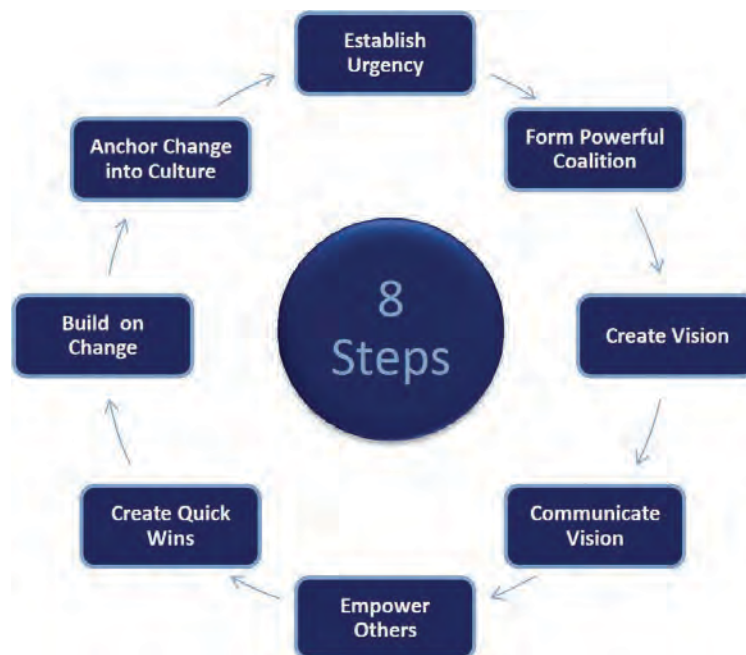 Establish
Urgency
Form Powerful
Coalition
Create Vision
Communicate
Vision
Empower
Others
Create Quick
Wins
Build on
Change
Anchor Change
into Culture
8
Steps